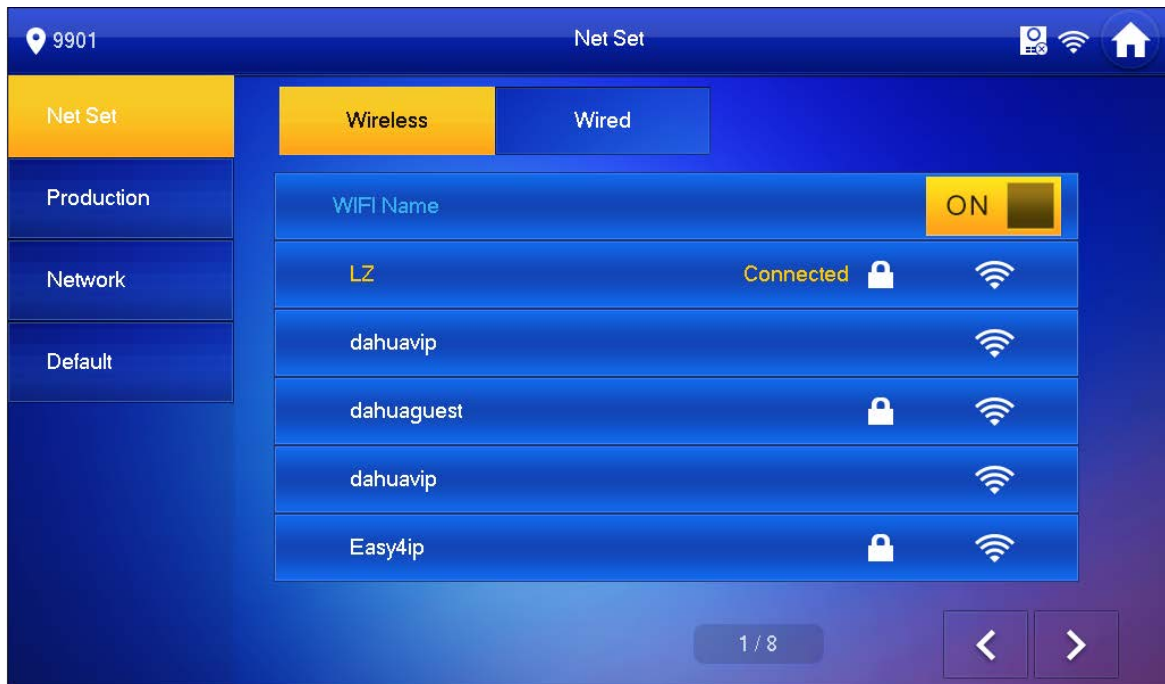 9901
Net Set
Net Set
Production
Network
Default
Wireless
Wired
WIFI Name
ON
LZ
Connected
dahuavip
dahuaguest
dahuavip
Easy4ip
1 / 8